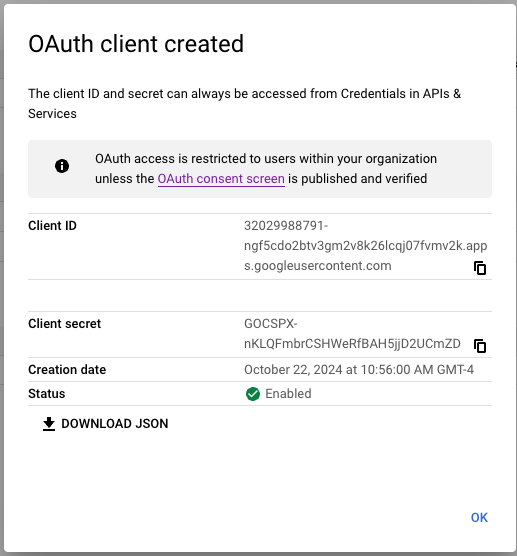 OAuth client created
The client ID and secret can always be accessed from Credentials in APIs &
Services
OAuth access is restricted to users within your organization
unless the OAuth consent screen is published and verified
Client ID
32029988791-
ngf5cdo2btv3gm2v8k26lcqj07fvmv2k.app
s.googleusercontent.com
Client secret
GOCSPX-
nKLQFmbrCSHWeRfBAH5jjD2UCmZD
Creation date
October 22, 2024 at 10:56:00 AM GMT-4
Status
Enabled
DOWNLOAD JSON
OK